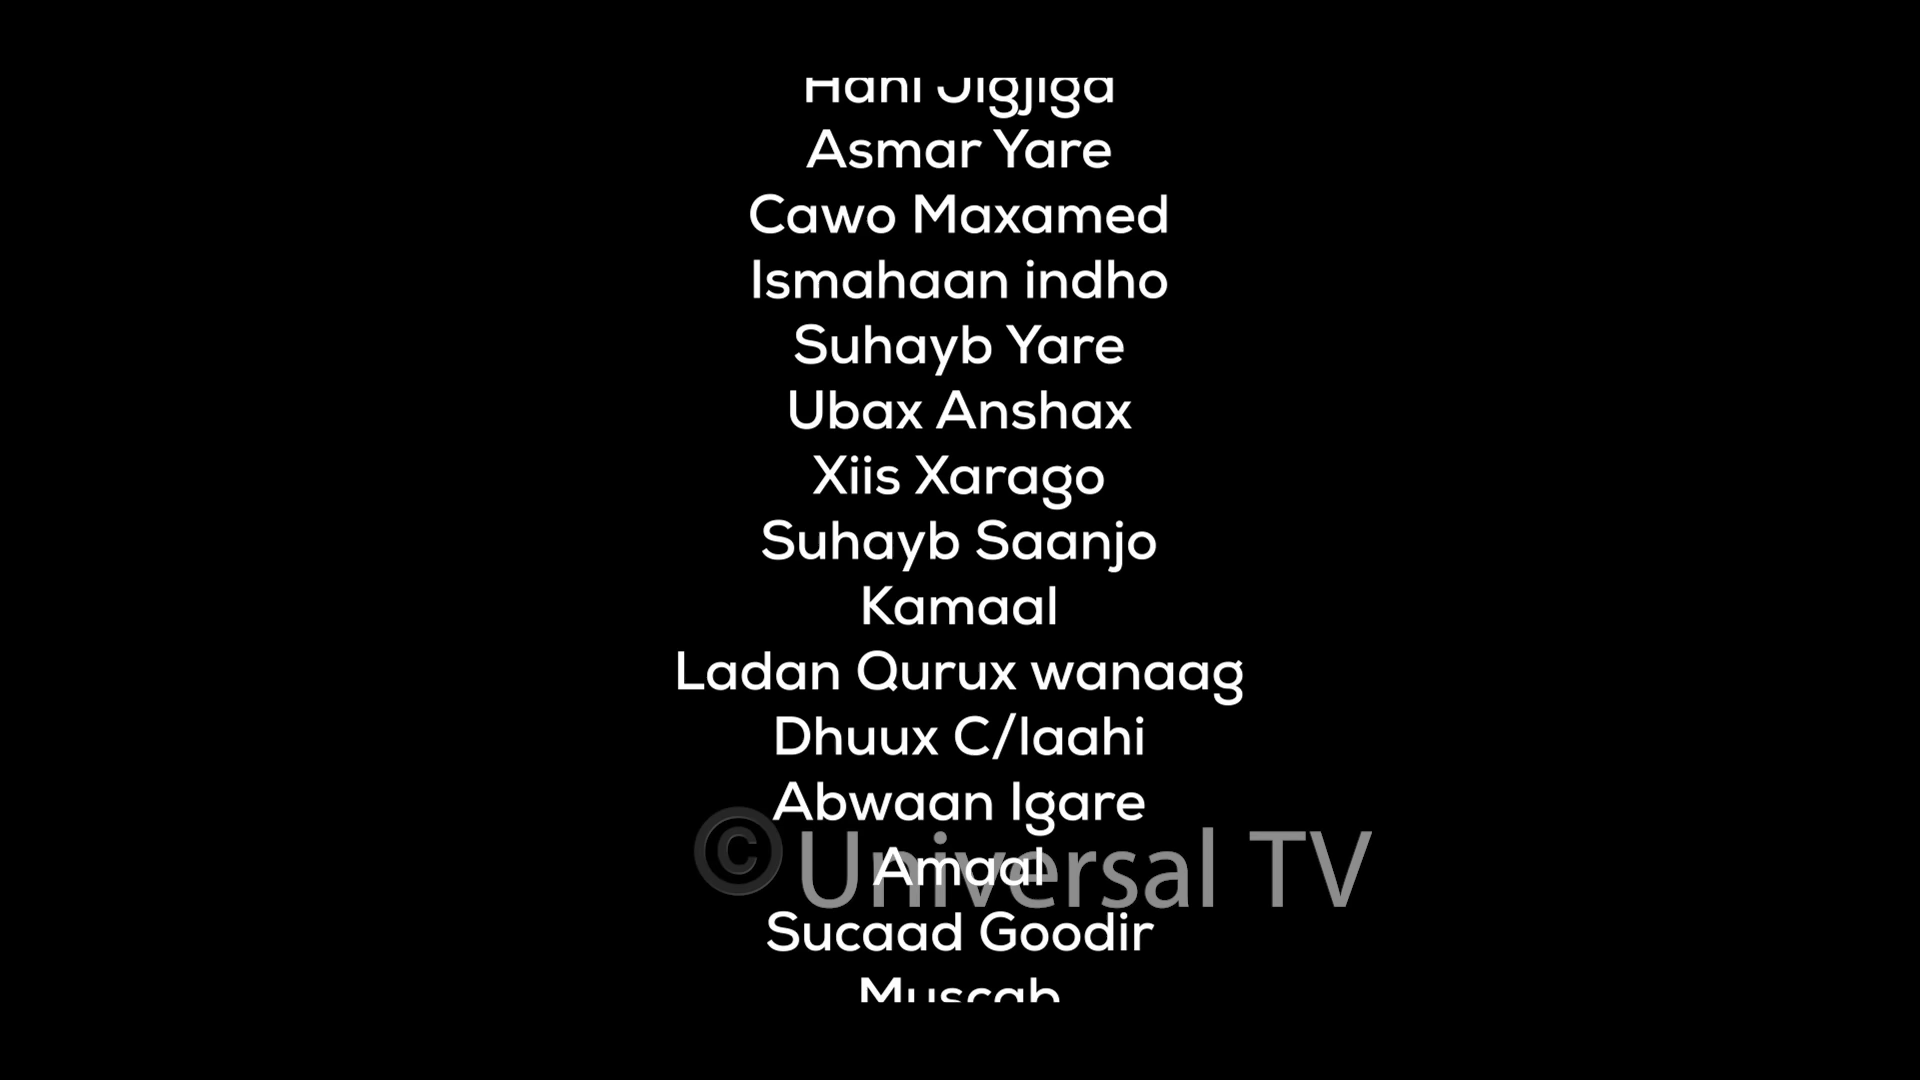 Hani Jigjiga
Asmar Yare
Cawo Maxamed
Ismahaan indho
Suhayb Yare
Ubax Anshax
Xiis Xarago
Suhayb Saanjo
Kamaal
Ladan Qurux wanaag
Dhuux C/laahi
Abwaan Igare
©Universal TV
Amaal
Sucaad Goodir
Muscab